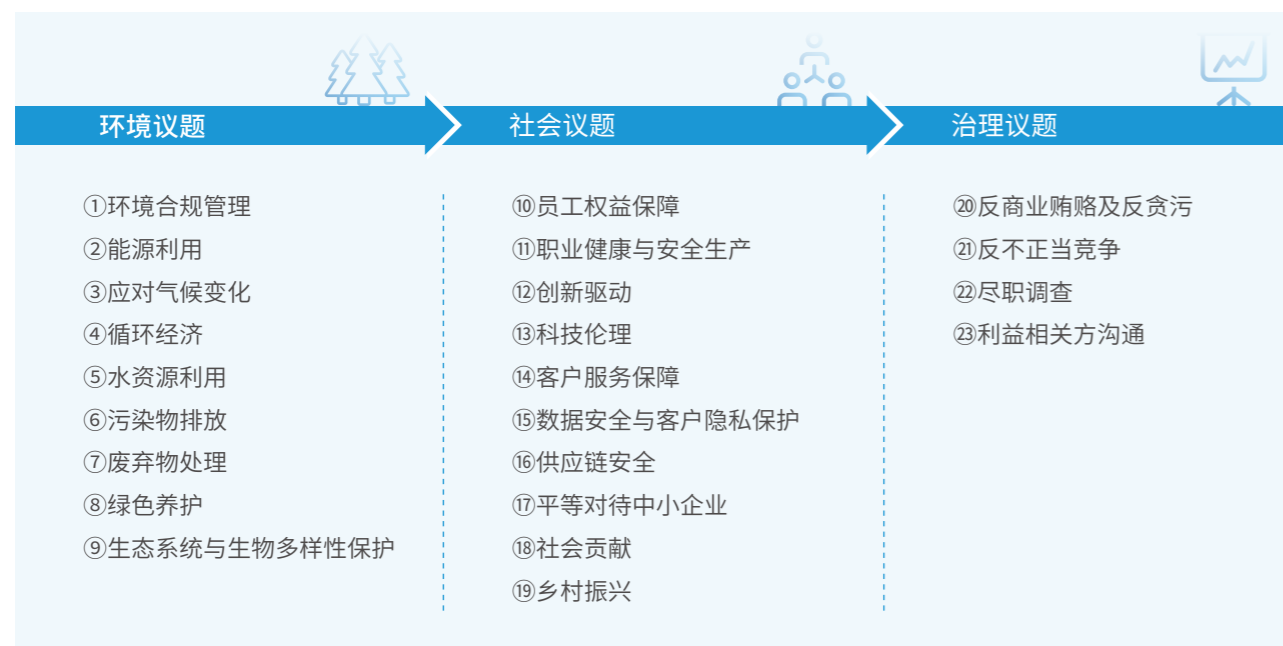 环境议题
①环境合规管理
②能源利用
③应对气候变化
④循环经济
⑤水资源利用
⑥污染物排放
⑦废弃物处理
⑧绿色养护
⑨生态系统与生物多样性保护
社会议题
⑩员工权益保障
⑪职业健康与安全生产
⑫创新驱动
⑬科技伦理
⑭客户服务保障
⑮数据安全与客户隐私保护
⑯供应链安全
⑰平等对待中小企业
⑱社会贡献
⑲乡村振兴
治理议题
⑳反商业贿赂及反贪污
㉑反不正当竞争
㉒尽职调查
㉓利益相关方沟通